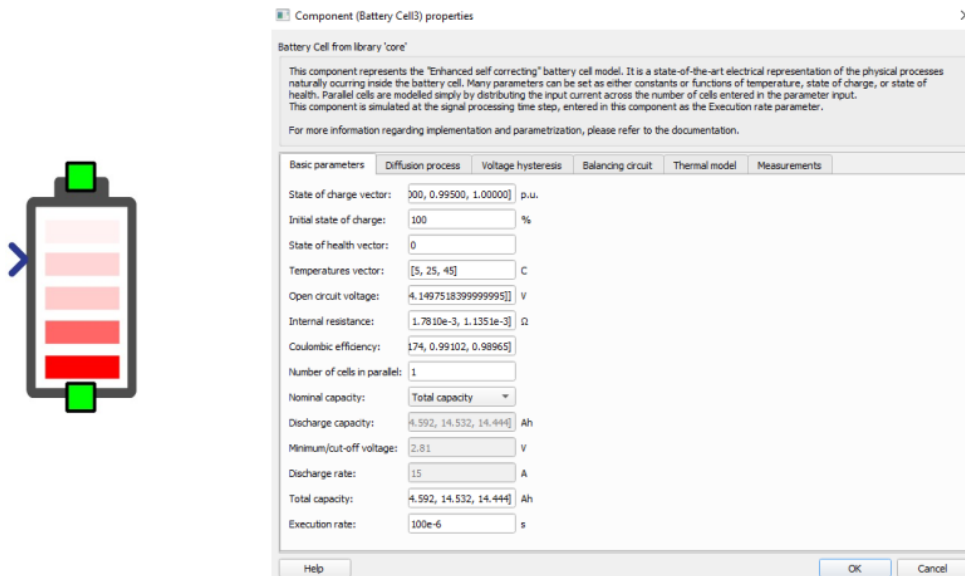 Component (Battery Cell3) properties
Battery Cell from library 'core'
This component represents the "Enhanced self correcting" battery cell model. It is a state-of-the-art electrical representation of the physical processes
naturally ocurring inside the battery cell. Many parameters can be set as either constants or functions of temperature, state of charge, or state of
health. Parallel cells are modelled simply by distributing the input current across the number of cells entered in the parameter input.
This component is simulated at the signal processing time step, entered in this component as the Execution rate parameter.
For more information regarding implementation and parametrization, please refer to the documentation.
Basic parameters Diffusion process Voltage hysteresis Balancing circuit Thermal model Measurements
State of charge vector: 000, 0.99500, 1.00000] p.u.
Initial state of charge: 100 %
State of health vector: 0
Temperatures vector: [5, 25, 45] C
Open circuit voltage: 4.1497518399999995]] V
Internal resistance: 1.7810e-3, 1.1351e-3] Ω
Coulombic efficiency: 174, 0.99102, 0.98965]
Number of cells in parallel: 1
Nominal capacity: Total capacity
Discharge capacity: 4.592, 14.532, 14.444] Ah
Minimum/cut-off voltage: 2.81 V
Discharge rate: 15 A
Total capacity: 4.592, 14.532, 14.444] Ah
Execution rate: 100e-6 s
Help OK Cancel